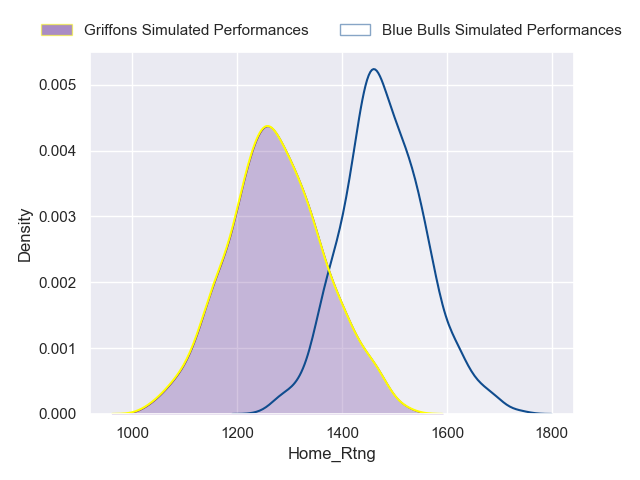 Griffons Simulated Performances
Blue Bulls Simulated Performances
0.005
0.004
0.003
0.002
0.001
0.000
Density
1000
1200
1400
1600
1800
Home_Rtng